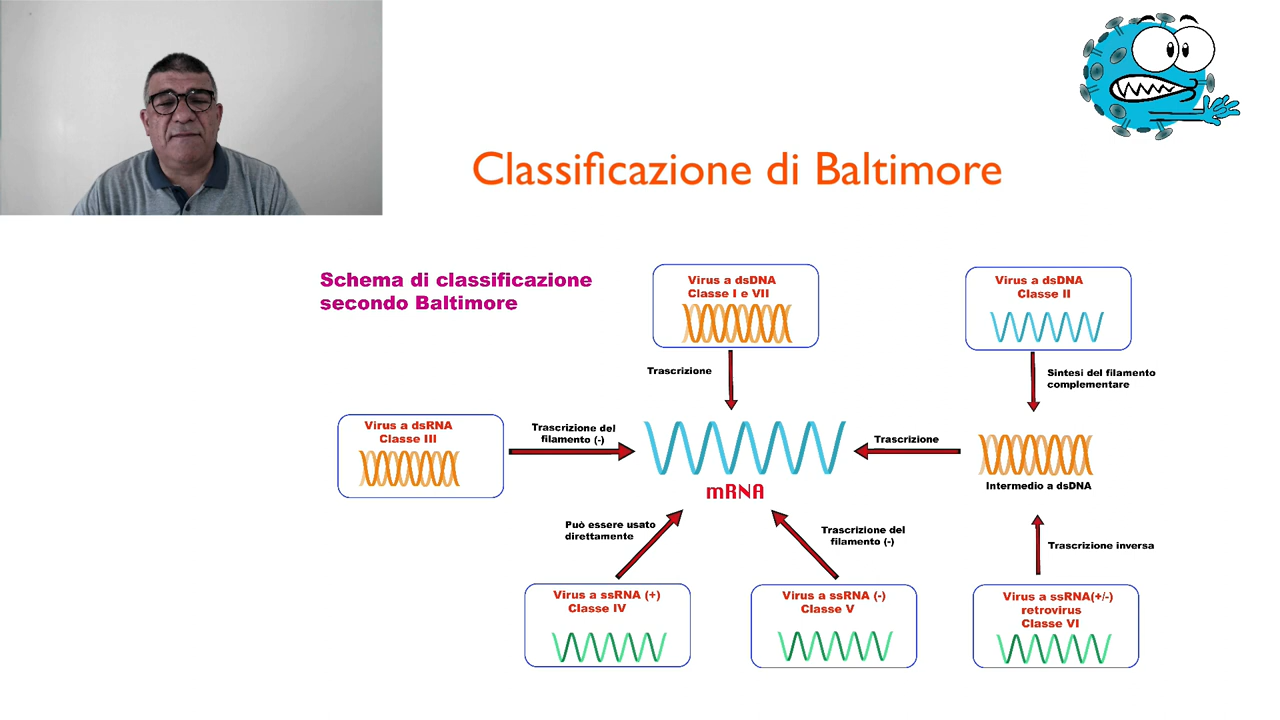 Classificazione di Baltimore
Schema di classificazione
secondo Baltimore
Virus a dsDNA
Classe I e VII
Virus a dsDNA
Classe II
Trascrizione
Sintesi del filamento
complementare
Virus a dsRNA
Classe III
Trascrizione del
filamento (-)
Trascrizione
mRNA
Intermedio a dsDNA
Può essere usato
direttamente
Trascrizione del
filamento (-)
Trascrizione inversa
Virus a ssRNA (+)
Classe IV
Virus a ssRNA (-)
Classe V
Virus a ssRNA(+/-)
retrovirus
Classe VI